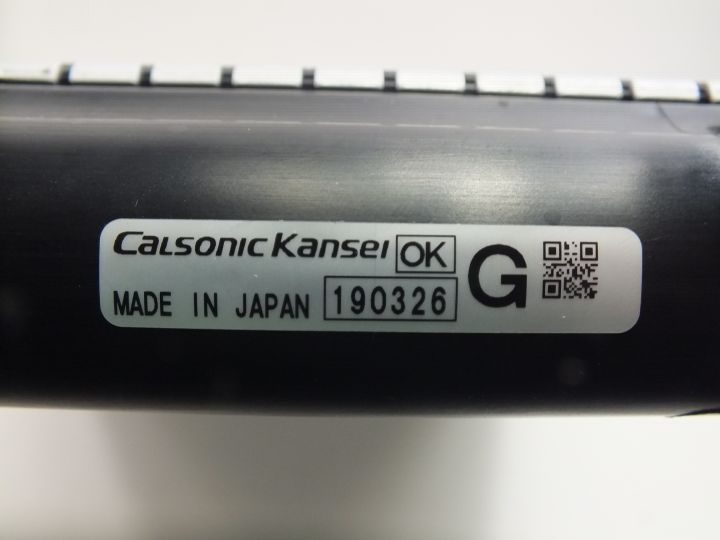 Calsonic Kansei OK G
MADE IN JAPAN 190326